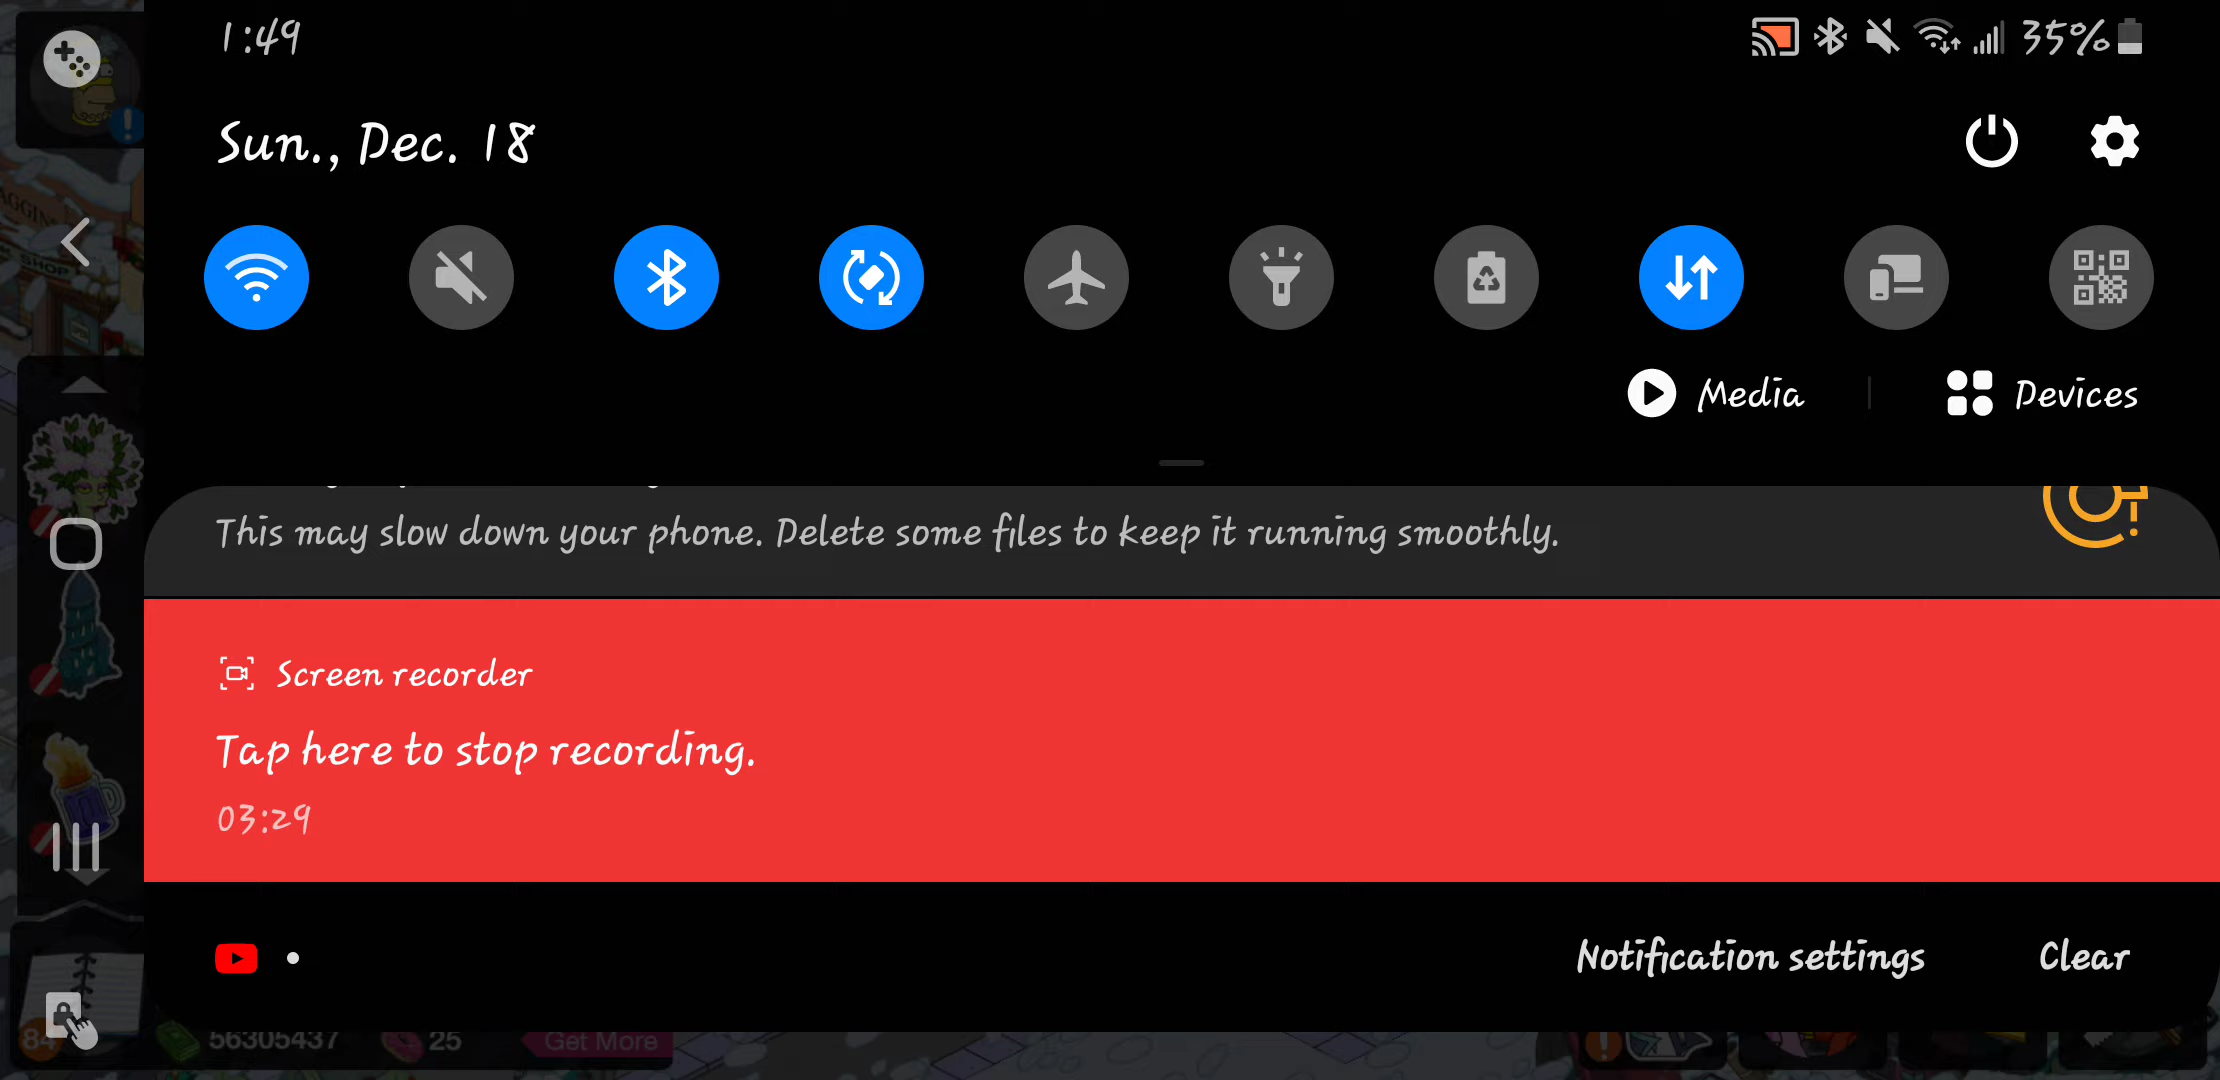 1:49
35%
Sun., Dec. 18
Media
Devices
This may slow down your phone. Delete some files to keep it running smoothly.
Screen recorder
Tap here to stop recording.
03:29
Notification settings
Clear
SHOP
84
56305437
25
Get More